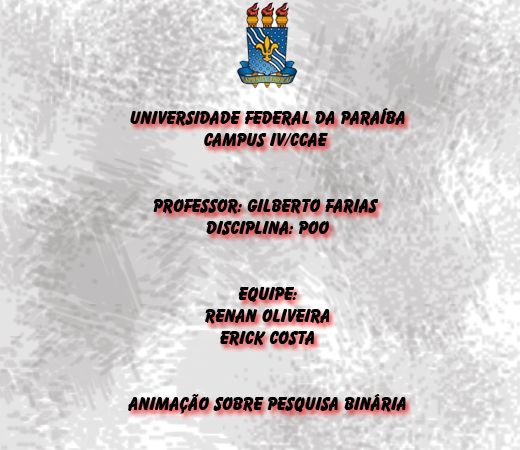 UNIVERSIDADE FEDERAL DA PARAÍBA
CAMPUS IV/CCAE
PROFESSOR: GILBERTO FARIAS
DISCIPLINA: POO
EQUIPE:
RENAN OLIVEIRA
ERICK COSTA
ANIMAÇÃO SOBRE PESQUISA BINÁRIA